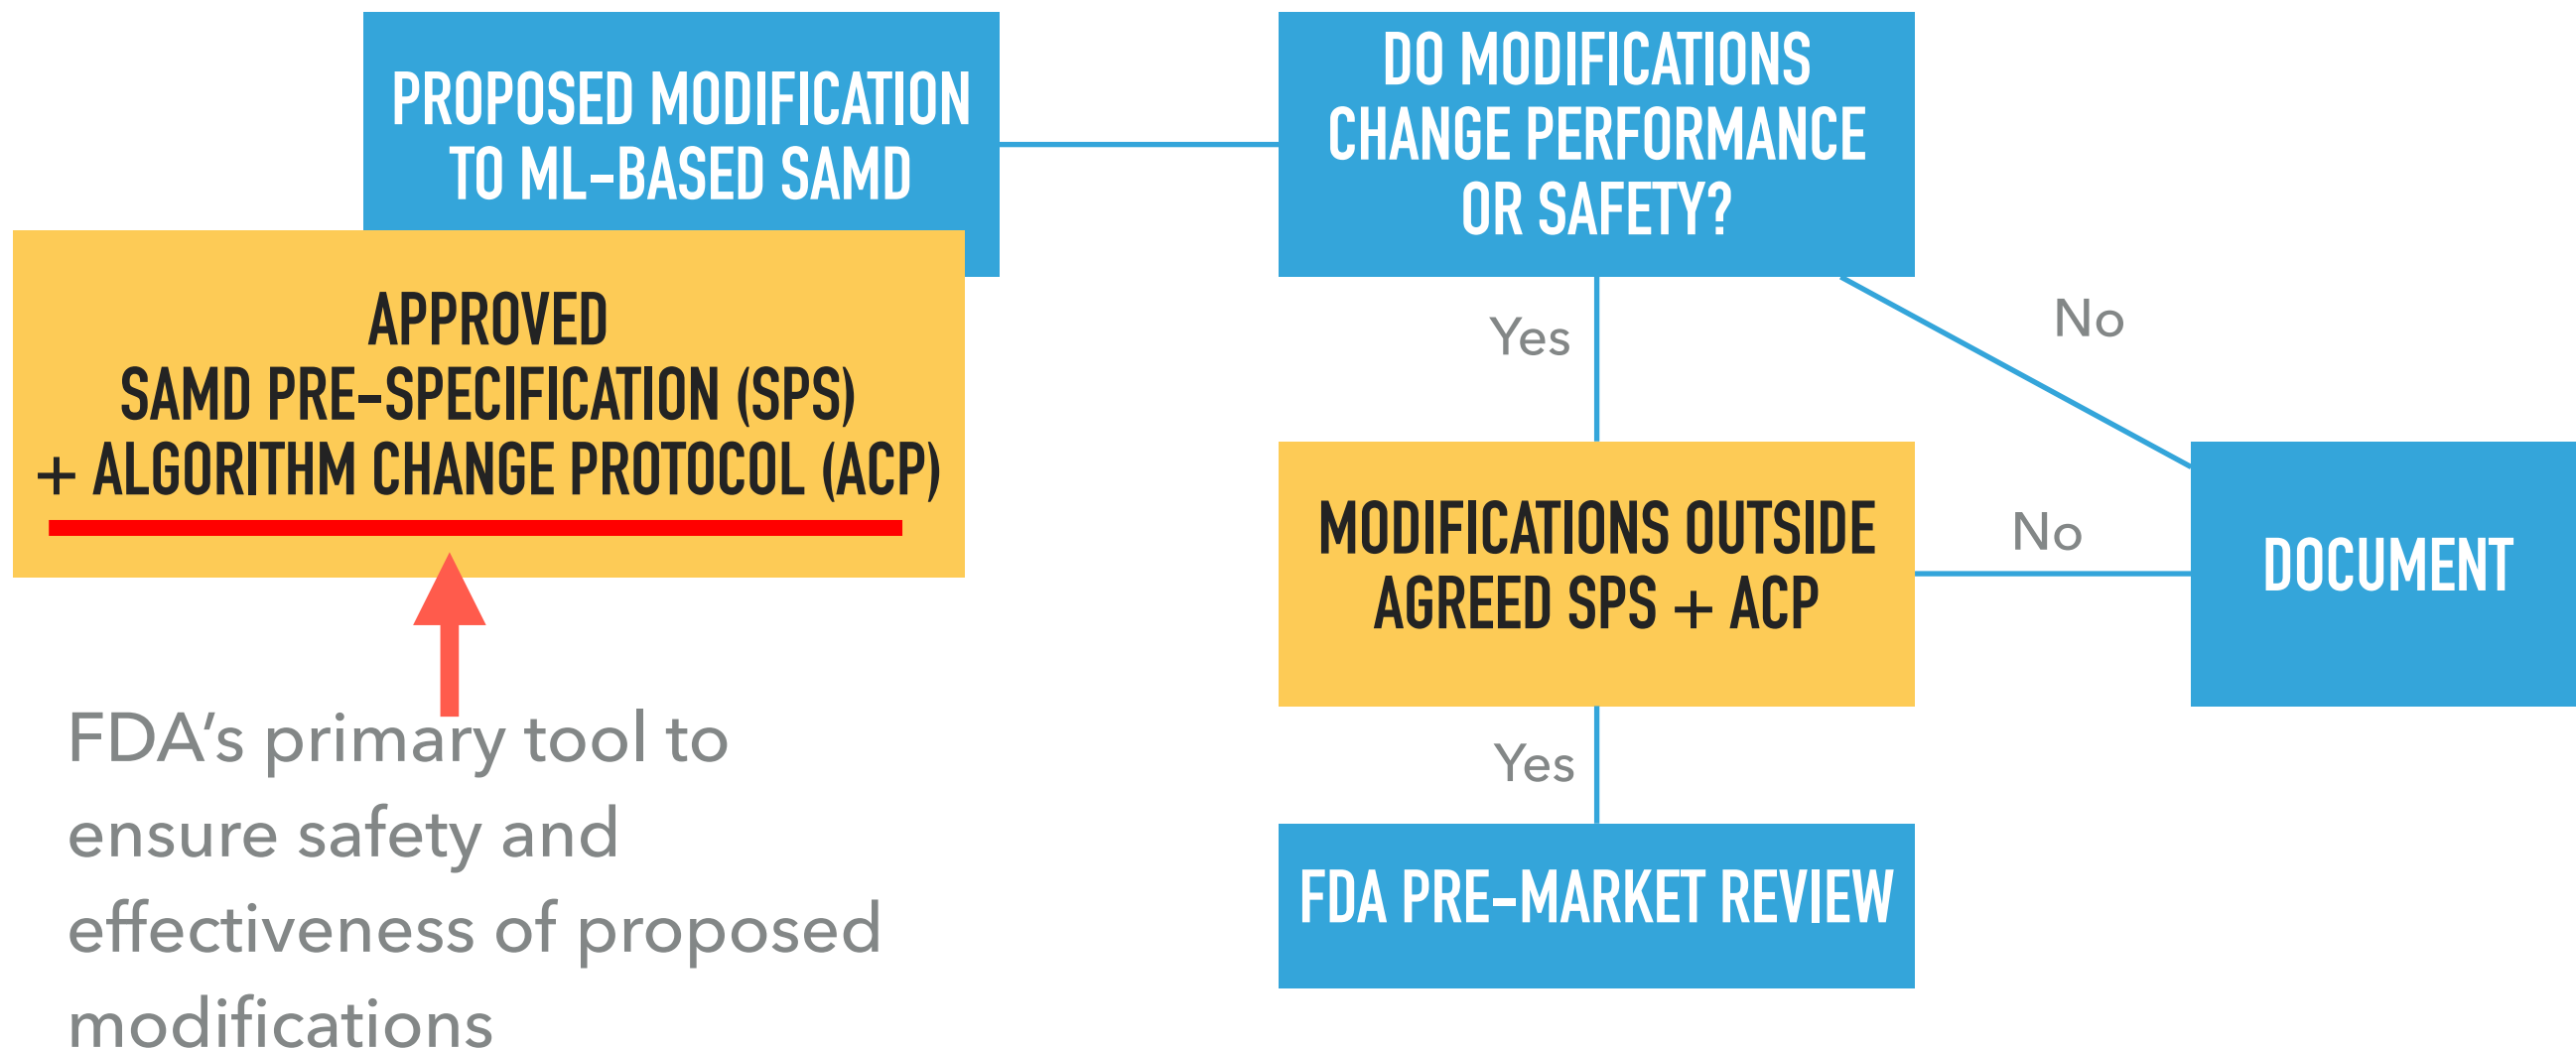 PROPOSED MODIFICATION
TO ML-BASED SAMD
APPROVED
SAMD PRE-SPECIFICATION (SPS)
+ ALGORITHM CHANGE PROTOCOL (ACP)
FDA's primary tool to
ensure safety and
effectiveness of proposed
modifications
DO MODIFICATIONS
CHANGE PERFORMANCE
OR SAFETY?
Yes
No
MODIFICATIONS OUTSIDE
AGREED SPS + ACP
No
DOCUMENT
Yes
FDA PRE-MARKET REVIEW